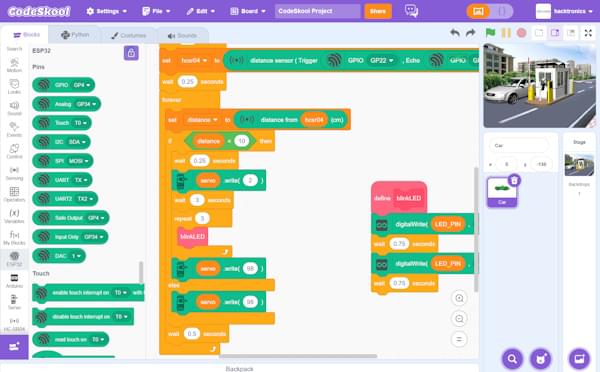 CodeSkool
Settings
File
Edit
Board
CodeSkool Project
Share
hacktronics
Blocks
Python
Costumes
Sounds
Search
Motion
Looks
Sound
Events
Control
Sensing
Operators
Variables
My Blocks
ESP32
Arduino
Servo
HC-SR04
ESP32
Pins
GPIO GP4
Analog GP34
Touch T0
I2C SDA
SPI MOSI
UART TX
UART2 TX2
Safe Output GP4
Input Only GP34
DAC 1
Touch
enable touch interrupt on T0 with
disable touch interrupt on T0
read touch on T0
set hcsr04 to distance sensor ( Trigger GPIO GP22 , Echo GPIO
wait 0.25 seconds
forever
set distance to distance from hcsr04 (cm)
if distance < 10 then
wait 0.25 seconds
servo .write( 2 )
wait 3 seconds
repeat 3
blinkLED
servo .write( 98 )
else
servo .write( 98 )
wait 0.5 seconds
define blinkLED
digitalWrite( LED_PIN ,
wait 0.75 seconds
digitalWrite( LED_PIN ,
wait 0.75 seconds
Car
x 0 y -138
Car
Stage
backdrops
1
Backpack